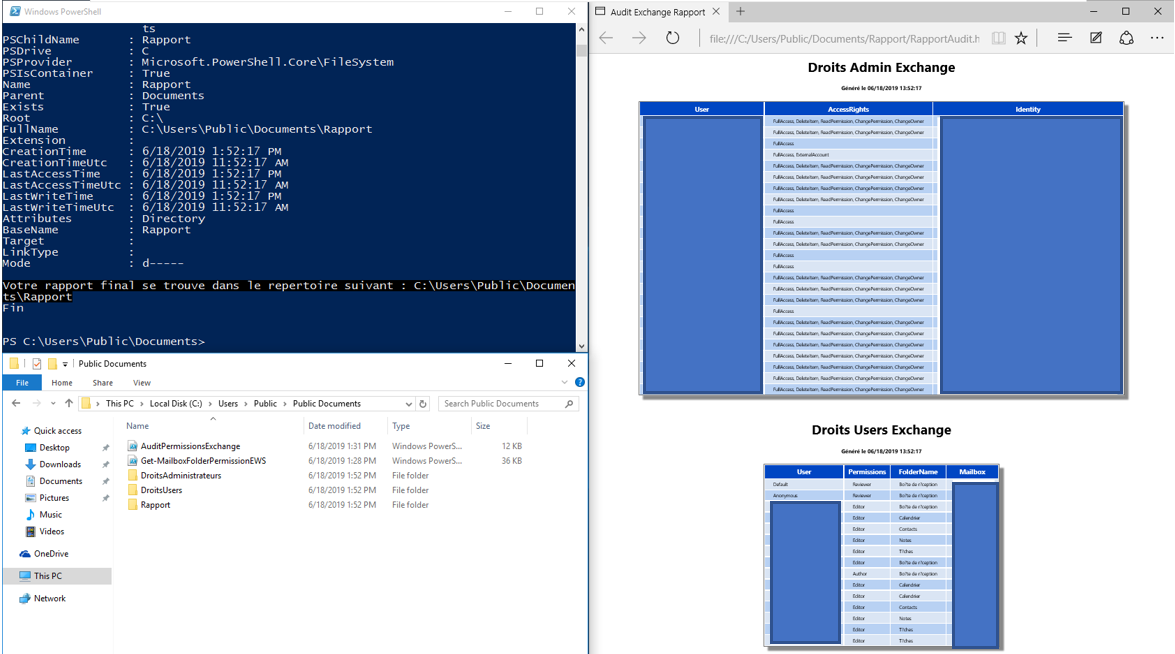 Windows PowerShell
ts
PSChildName : Rapport
PSDrive : C
PSProvider : Microsoft.PowerShell.Core\FileSystem
PSIsContainer : True
Name : Rapport
Parent : Documents
Exists : True
Root : C:\
FullName : C:\Users\Public\Documents\Rapport
Extension :
CreationTime : 6/18/2019 1:52:17 PM
CreationTimeUtc : 6/18/2019 11:52:17 AM
LastAccessTime : 6/18/2019 1:52:17 PM
LastAccessTimeUtc : 6/18/2019 11:52:17 AM
LastWriteTime : 6/18/2019 1:52:17 PM
LastWriteTimeUtc : 6/18/2019 11:52:17 AM
Attributes : Directory
BaseName : Rapport
Target :
LinkType :
Mode : d-----
Votre rapport final se trouve dans le repertoire suivant : C:\Users\Public\Documen
ts\Rapport
Fin
PS C:\Users\Public\Documents>
Public Documents
File Home Share View
This PC > Local Disk (C:) > Users > Public > Public Documents
Search Public Documents
Quick access
Desktop
Downloads
Documents
Pictures
Music
Videos
OneDrive
This PC
Network
Name Date modified Type Size
AuditPermissionsExchange 6/18/2019 1:31 PM Windows PowerS... 12 KB
Get-MailboxFolderPermissionEWS 6/18/2019 1:28 PM Windows PowerS... 36 KB
DroitsAdministrateurs 6/18/2019 1:52 PM File folder
DroitsUsers 6/18/2019 1:52 PM File folder
Rapport 6/18/2019 1:52 PM File folder
Audit Exchange Rapport
file:///C:/Users/Public/Documents/Rapport/RapportAudit.h
Droits Admin Exchange
Généré le 06/18/2019 13:52:17
User AccessRights Identity
FullAccess, DeleteItem, ReadPermission, ChangePermission, ChangeOwner
FullAccess, DeleteItem, ReadPermission, ChangePermission, ChangeOwner
FullAccess
FullAccess, ExternalAccount
FullAccess, DeleteItem, ReadPermission, ChangePermission, ChangeOwner
FullAccess, DeleteItem, ReadPermission, ChangePermission, ChangeOwner
FullAccess, DeleteItem, ReadPermission, ChangePermission, ChangeOwner
FullAccess, DeleteItem, ReadPermission, ChangePermission, ChangeOwner
FullAccess
FullAccess
FullAccess, DeleteItem, ReadPermission, ChangePermission, ChangeOwner
FullAccess, DeleteItem, ReadPermission, ChangePermission, ChangeOwner
FullAccess
FullAccess
FullAccess, DeleteItem, ReadPermission, ChangePermission, ChangeOwner
FullAccess, DeleteItem, ReadPermission, ChangePermission, ChangeOwner
FullAccess, DeleteItem, ReadPermission, ChangePermission, ChangeOwner
FullAccess
FullAccess, DeleteItem, ReadPermission, ChangePermission, ChangeOwner
FullAccess, DeleteItem, ReadPermission, ChangePermission, ChangeOwner
FullAccess, DeleteItem, ReadPermission, ChangePermission, ChangeOwner
FullAccess, DeleteItem, ReadPermission, ChangePermission, ChangeOwner
FullAccess, DeleteItem, ReadPermission, ChangePermission, ChangeOwner
FullAccess, DeleteItem, ReadPermission, ChangePermission, ChangeOwner
FullAccess, DeleteItem, ReadPermission, ChangePermission, ChangeOwner
Droits Users Exchange
Généré le 06/18/2019 13:52:17
User Permissions FolderName Mailbox
Default Reviewer Boîte de réception
Anonymous Reviewer Boîte de réception
Editor Boîte de réception
Editor Calendrier
Editor Contacts
Editor Notes
Editor Tâches
Editor Boîte de réception
Author Boîte de réception
Editor Calendrier
Editor Calendrier
Editor Contacts
Editor Notes
Editor Tâches
Editor Tâches